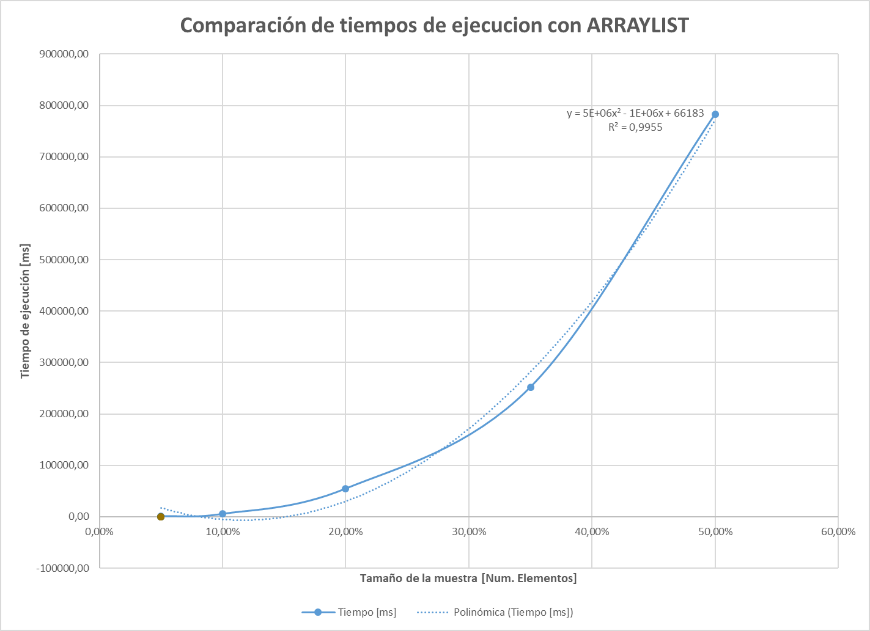 Comparación de tiempos de ejecucion con ARRAYLIST
900000,00
800000,00
700000,00
600000,00
500000,00
400000,00
300000,00
200000,00
100000,00
0,00
-100000,00
Tiempo de ejecución [ms]
y = 5E+06x² - 1E+06x + 66183
R² = 0,9955
0,00% 10,00% 20,00% 30,00% 40,00% 50,00% 60,00%
Tamaño de la muestra [Num. Elementos]
Tiempo [ms] Polinómica (Tiempo [ms])